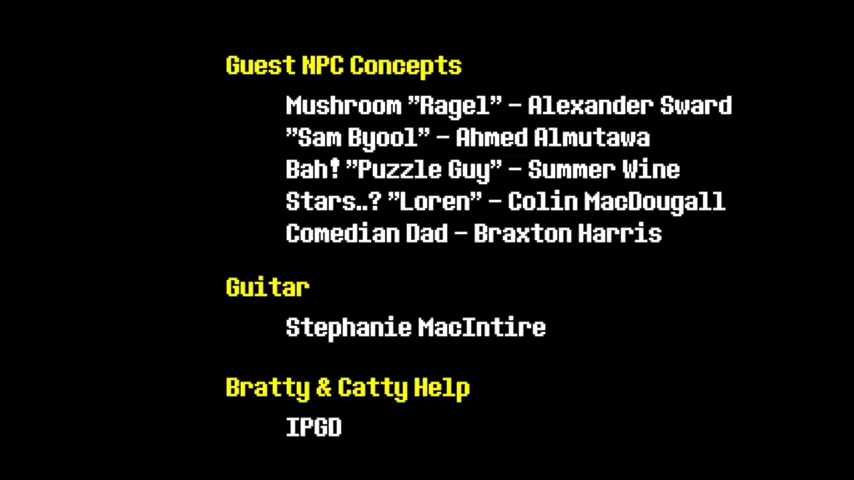 Guest NPC Concepts
Mushroom "Ragel" - Alexander Sward
"Sam Byool" - Ahmed Almutawa
Bah! "Puzzle Guy" - Summer Wine
Stars..? "Loren" - Colin MacDougall
Comedian Dad - Braxton Harris
Guitar
Stephanie MacIntire
Bratty & Catty Help
IPGD